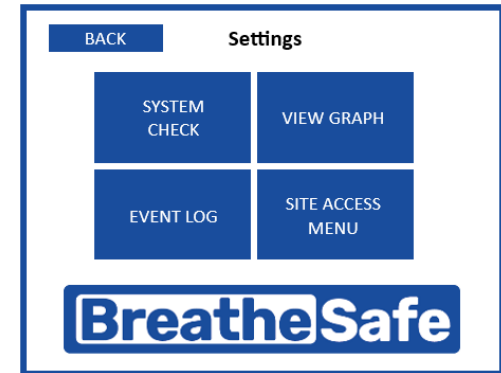 BACK
Settings
SYSTEM
CHECK
VIEW GRAPH
EVENT LOG
SITE ACCESS
MENU
BreatheSafe